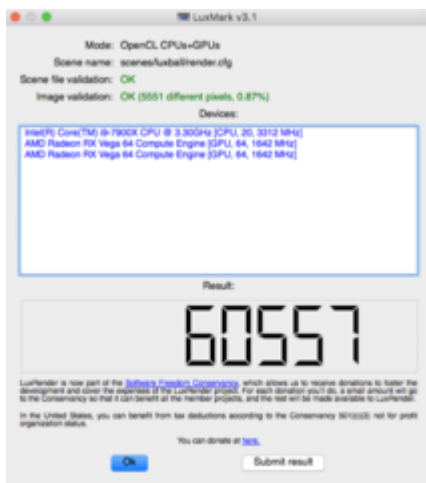 LuxMark v3.1
Mode: OpenCL CPUs+GPUs
Scene name: scenes/luxball/render.cfg
Scene file validation: OK
Image validation: OK (5551 different pixels, 0.87%)
Devices:
Intel(R) Core(TM) i9-7900X CPU @ 3.30GHz [CPU, 20, 3312 MHz]
AMD Radeon RX Vega 64 Compute Engine [GPU, 64, 1642 MHz]
AMD Radeon RX Vega 64 Compute Engine [GPU, 64, 1642 MHz]
Result:
60557
LuxRender is now part of the Software Freedom Conservancy, which allows us to receive donations to foster the
development and cover the expenses of the LuxRender project. For each donation you'll do, a small amount will go
to the Conservancy so that it can benefit all the member projects, and the rest will be made available to LuxRender.
In the United States, you can benefit from tax deductions according to the Conservancy 501(c)(3) not for profit
organization status.
You can donate at here.
Ok
Submit result